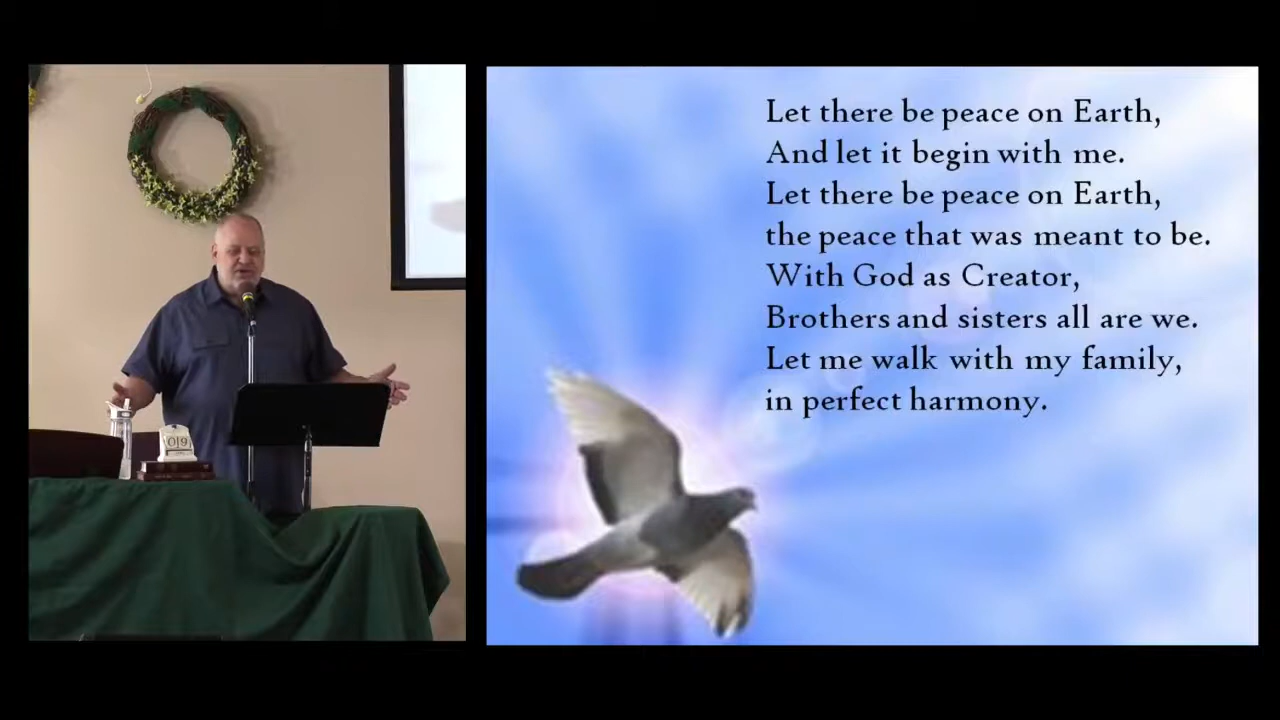 Let there be peace on Earth,
And let it begin with me.
Let there be peace on Earth,
the peace that was meant to be.
With God as Creator,
Brothers and sisters all are we.
Let me walk with my family,
in perfect harmony.